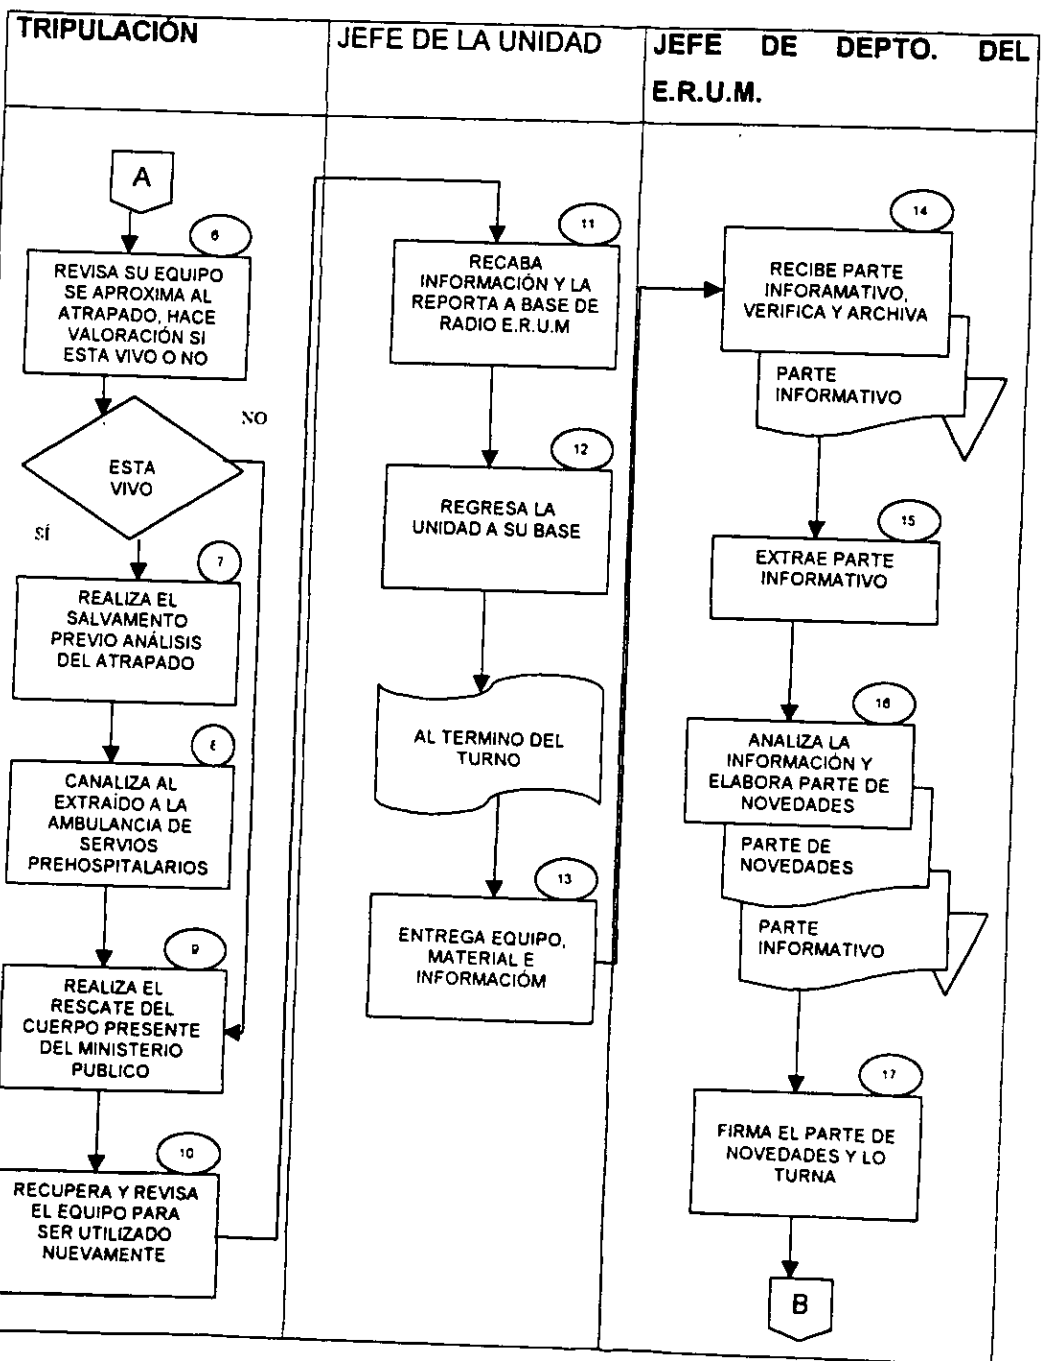 TRIPULACIÓN
JEFE DE LA UNIDAD
JEFE DE DEPTO. DEL
E.R.U.M.
A
6
REVISA SU EQUIPO
SE APROXIMA AL
ATRAPADO, HACE
VALORACIÓN SI
ESTA VIVO O NO
NO
ESTA
VIVO
SÍ
7
REALIZA EL
SALVAMENTO
PREVIO ANÁLISIS
DEL ATRAPADO
8
CANALIZA AL
EXTRAÍDO A LA
AMBULANCIA DE
SERVIOS
PREHOSPITALARIOS
9
REALIZA EL
RESCATE DEL
CUERPO PRESENTE
DEL MINISTERIO
PUBLICO
10
RECUPERA Y REVISA
EL EQUIPO PARA
SER UTILIZADO
NUEVAMENTE
11
RECABA
INFORMACIÓN Y LA
REPORTA A BASE DE
RADIO E.R.U.M
12
REGRESA LA
UNIDAD A SU BASE
AL TERMINO DEL
TURNO
13
ENTREGA EQUIPO,
MATERIAL E
INFORMACIÓM
14
RECIBE PARTE
INFORAMATIVO,
VERIFICA Y ARCHIVA
PARTE
INFORMATIVO
15
EXTRAE PARTE
INFORMATIVO
16
ANALIZA LA
INFORMACIÓN Y
ELABORA PARTE DE
NOVEDADES
PARTE DE
NOVEDADES
PARTE
INFORMATIVO
17
FIRMA EL PARTE DE
NOVEDADES Y LO
TURNA
B